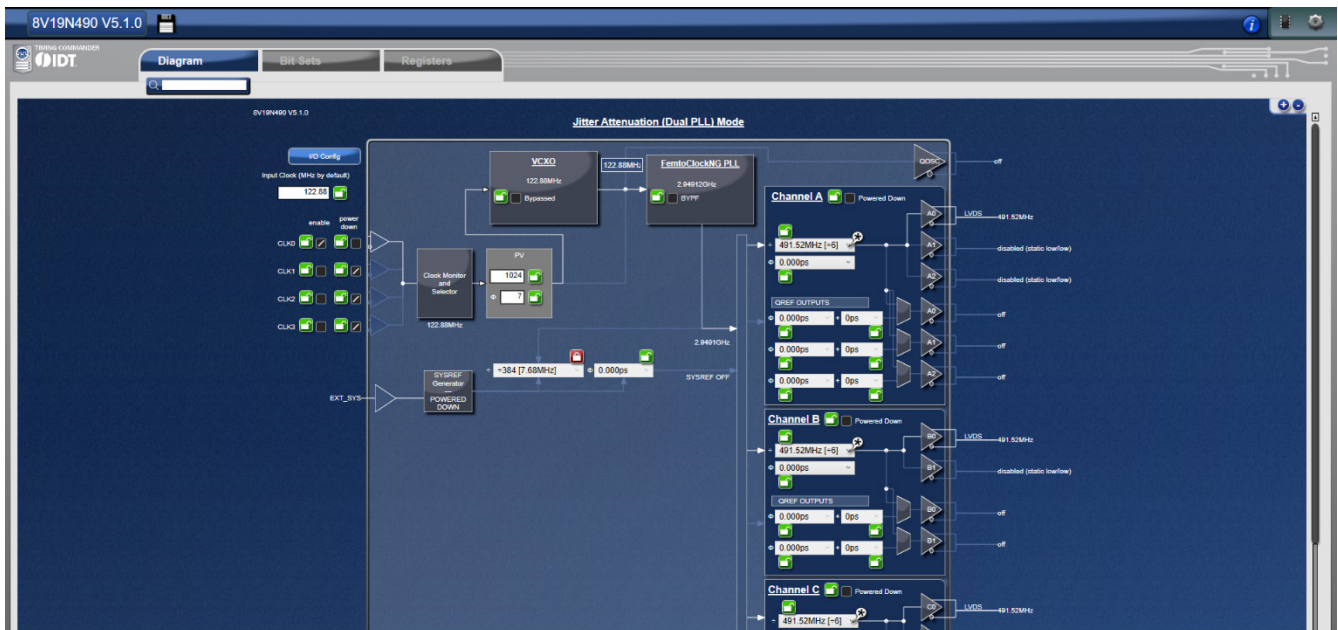 8V19N490 V5.1.0
TIMING COMMANDER
IDT
Diagram
Bit Sets
Registers
8V19N490 V5.1.0
Jitter Attenuation (Dual PLL) Mode
I/O Config
Input Clock (MHz by default)
122.88
enable
power down
CLK0
CLK1
CLK2
CLK3
Clock Monitor
and
Selector
122.88MHz
PV
1024
Φ 7
VCXO
122.88MHz
Bypassed
122.88MHz
FemtoClockNG PLL
2.94912GHz
BYPF
2.9491GHz
EXT_SYS
SYSREF
Generator
---
POWERED
DOWN
÷ ÷384 [7.68MHz]
Φ 0.000ps
SYSREF OFF
QOSC
off
Channel A Powered Down
÷ 491.52MHz [÷6]
Φ 0.000ps
A0 LVDS 491.52MHz
A1 disabled (static low/low)
A2 disabled (static low/low)
QREF OUTPUTS
Φ 0.000ps + 0ps A0 off
Φ 0.000ps + 0ps A1 off
Φ 0.000ps + 0ps A2 off
Channel B Powered Down
÷ 491.52MHz [÷6]
Φ 0.000ps
B0 LVDS 491.52MHz
B1 disabled (static low/low)
QREF OUTPUTS
Φ 0.000ps + 0ps B0 off
Φ 0.000ps + 0ps B1 off
Channel C Powered Down
÷ 491.52MHz [÷6]
C0 LVDS 491.52MHz